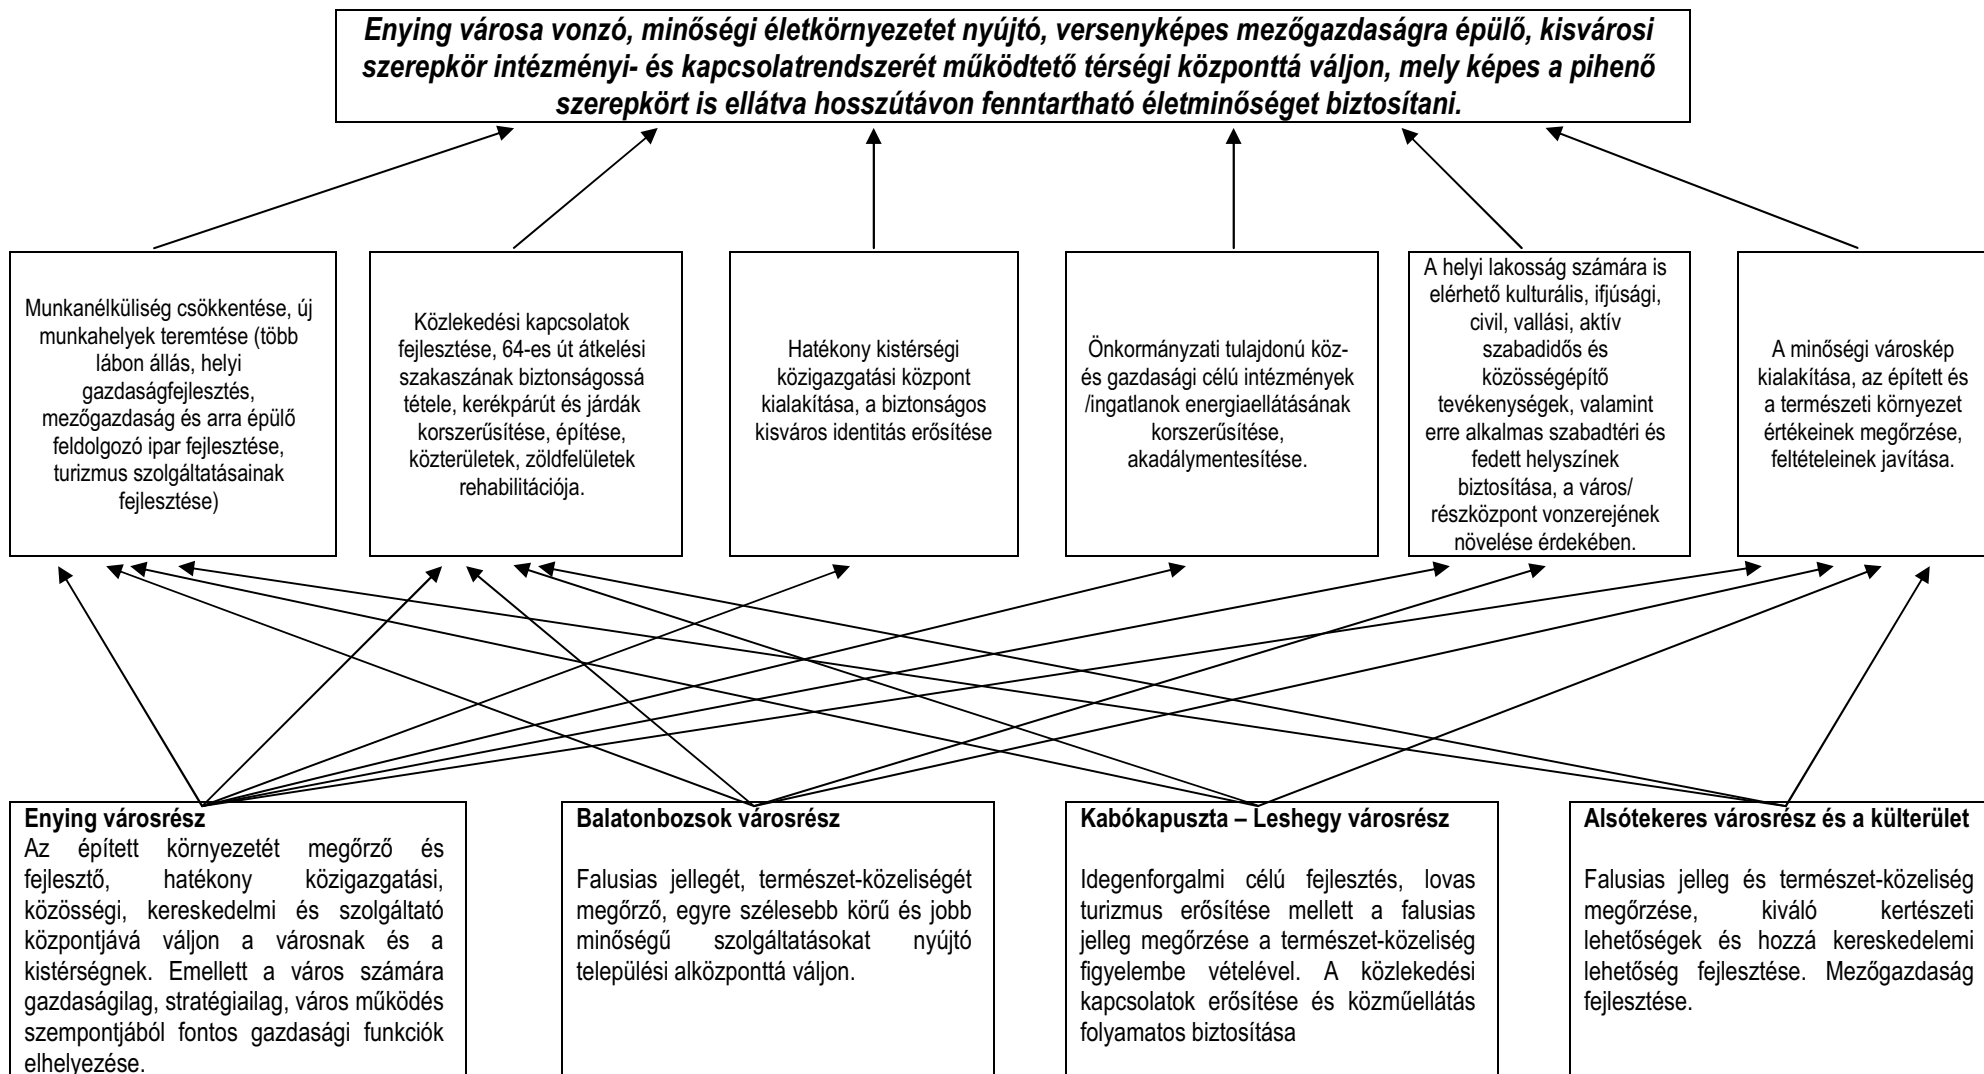 Enying városa vonzó, minőségi életkörnyezetet nyújtó, versenyképes mezőgazdaságra épülő, kisvárosi
szerepkör intézményi- és kapcsolatrendszerét működtető térségi központtá váljon, mely képes a pihenő
szerepkört is ellátva hosszútávon fenntartható életminőséget biztosítani.
Munkanélküliség csökkentése, új
munkahelyek teremtése (több
lábon állás, helyi
gazdaságfejlesztés,
mezőgazdaság és arra épülő
feldolgozó ipar fejlesztése,
turizmus szolgáltatásainak
fejlesztése)
Közlekedési kapcsolatok
fejlesztése, 64-es út átkelési
szakaszának biztonságossá
tétele, kerékpárút és járdák
korszerűsítése, építése,
közterületek, zöldfelületek
rehabilitációja.
Hatékony kistérségi
közigazgatási központ
kialakítása, a biztonságos
kisváros identitás erősítése
Önkormányzati tulajdonú köz-
és gazdasági célú intézmények
/ingatlanok energiaellátásának
korszerűsítése,
akadálymentesítése.
A helyi lakosság számára is
elérhető kulturális, ifjúsági,
civil, vallási, aktív
szabadidős és
közösségépítő
tevékenységek, valamint
erre alkalmas szabadtéri és
fedett helyszínek
biztosítása, a város/
részközpont vonzerejének
növelése érdekében.
A minőségi városkép
kialakítása, az épített és
a természeti környezet
értékeinek megőrzése,
feltételeinek javítása.
Enying városrész
Az épített környezetét megőrző és
fejlesztő, hatékony közigazgatási,
közösségi, kereskedelmi és szolgáltató
központjává váljon a városnak és a
kistérségnek. Emellett a város számára
gazdaságilag, stratégiailag, város működés
szempontjából fontos gazdasági funkciók
elhelyezése.
Balatonbozsok városrész
Falusias jellegét, természet-közeliségét
megőrző, egyre szélesebb körű és jobb
minőségű szolgáltatásokat nyújtó
települési alközponttá váljon.
Kabókapuszta – Leshegy városrész
Idegenforgalmi célú fejlesztés, lovas
turizmus erősítése mellett a falusias
jelleg megőrzése a természet-közeliség
figyelembe vételével. A közlekedési
kapcsolatok erősítése és közműellátás
folyamatos biztosítása
Alsótekeres városrész és a külterület
Falusias jelleg és természet-közeliség
megőrzése, kiváló kertészeti
lehetőségek és hozzá kereskedelemi
lehetőség fejlesztése. Mezőgazdaság
fejlesztése.